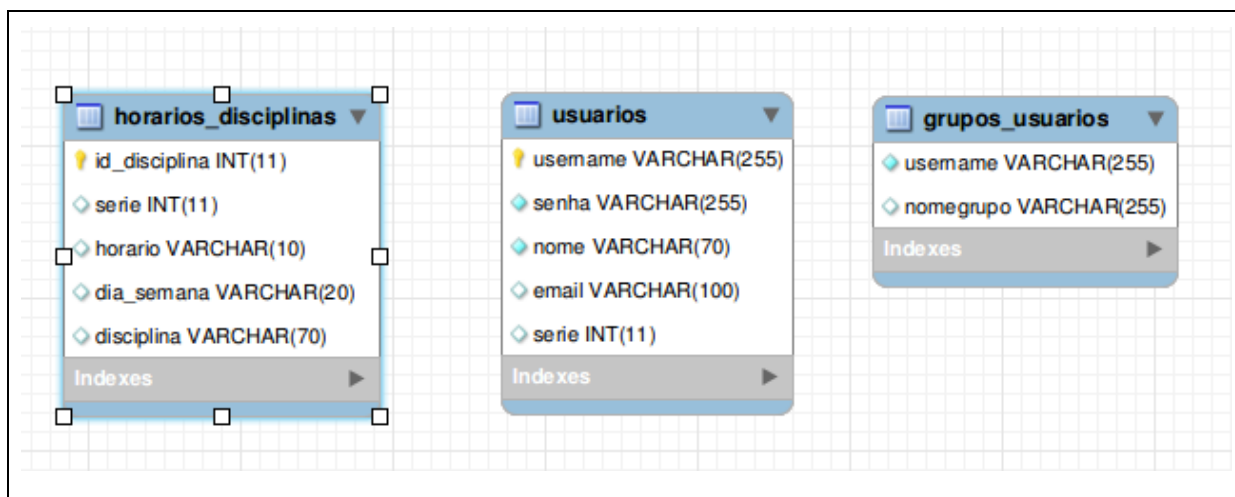 horarios_disciplinas
id_disciplina INT(11)
serie INT(11)
horario VARCHAR(10)
dia_semana VARCHAR(20)
disciplina VARCHAR(70)
Indexes
usuarios
username VARCHAR(255)
senha VARCHAR(255)
nome VARCHAR(70)
email VARCHAR(100)
serie INT(11)
Indexes
grupos_usuarios
username VARCHAR(255)
nomegrupo VARCHAR(255)
Indexes